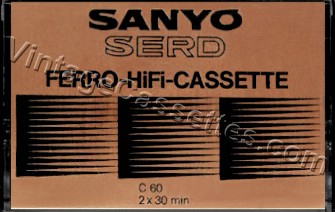 SANYO
SERD
FERRO-HiFi-CASSETTE
C 60
2 x 30 min
Vintagecassettes.com